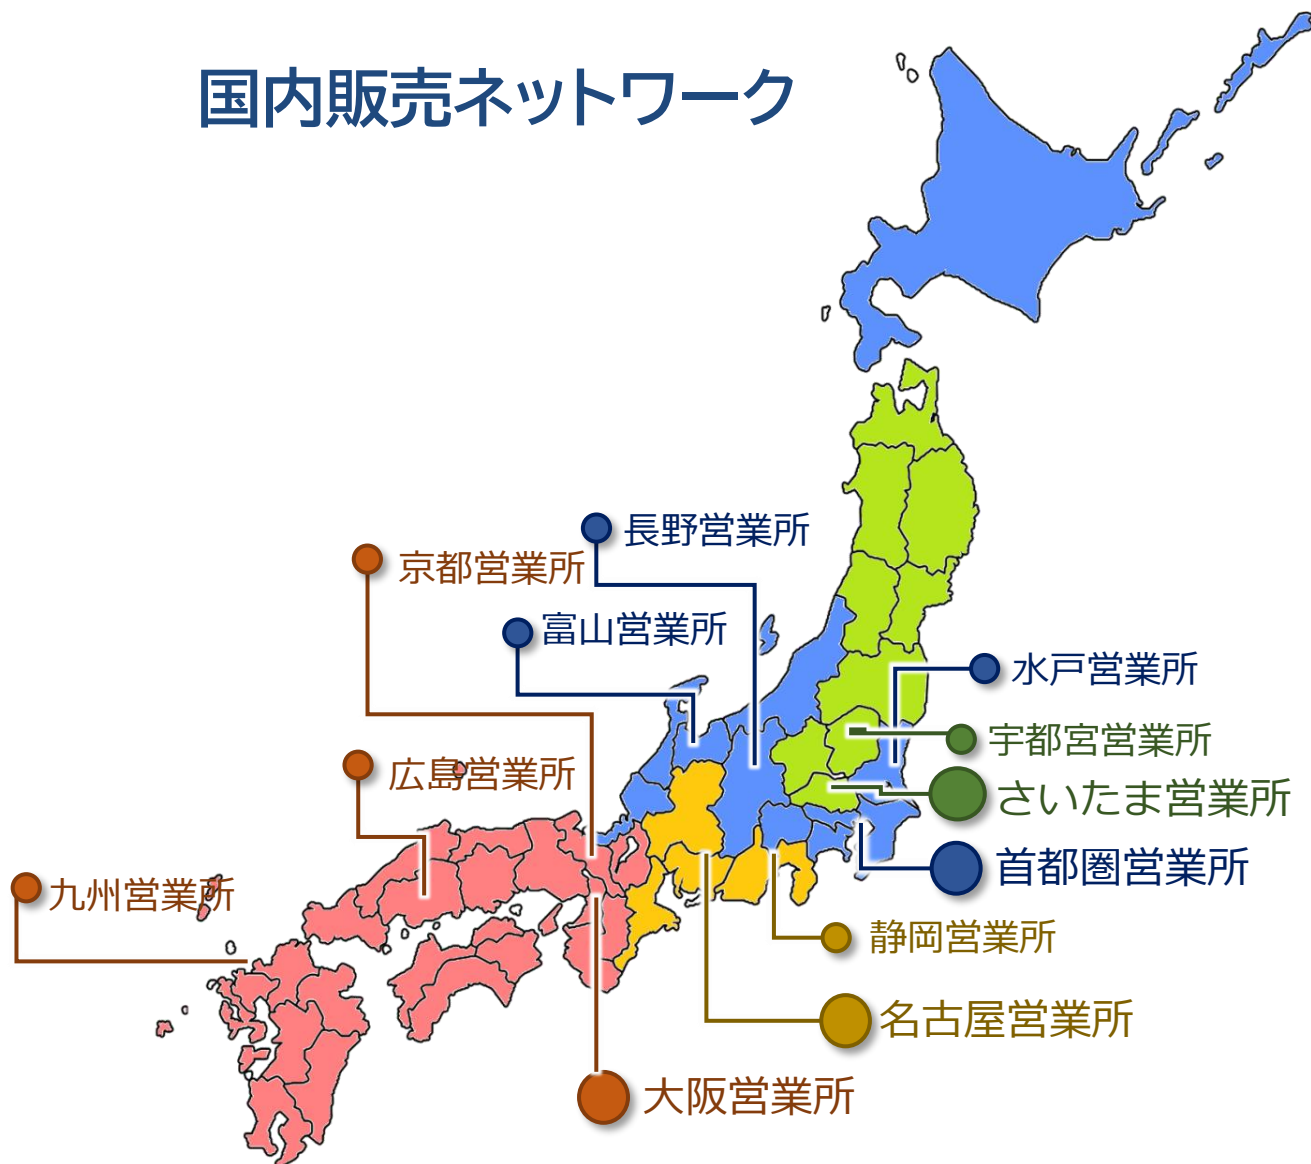 国内販売ネットワーク
長野営業所
京都営業所
富山営業所
水戸営業所
宇都宮営業所
広島営業所
さいたま営業所
首都圏営業所
九州営業所
静岡営業所
名古屋営業所
大阪営業所